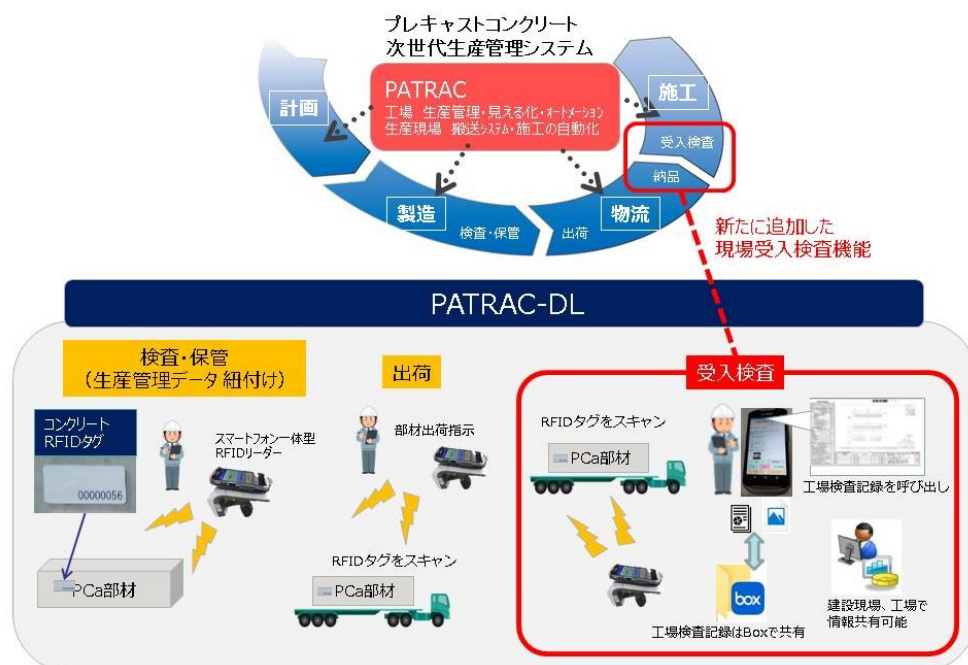 プレキャストコンクリート
次世代生産管理システム
PATRAC
工場 生産管理・見える化・オートメーション
生産現場 搬送システム・施工の自動化
計画
製造
検査・保管
物流
出荷
施工
受入検査
納品
新たに追加した
現場受入検査機能
PATRAC-DL
検査・保管
(生産管理データ 紐付け)
コンクリート
RFIDタグ
00000056
スマートフォン一体型
RFIDリーダー
PCa部材
出荷
部材出荷指示
RFIDタグをスキャン
PCa部材
受入検査
RFIDタグをスキャン
PCa部材
工場検査記録を呼び出し
box
工場検査記録はBoxで共有
建設現場、工場で
情報共有可能